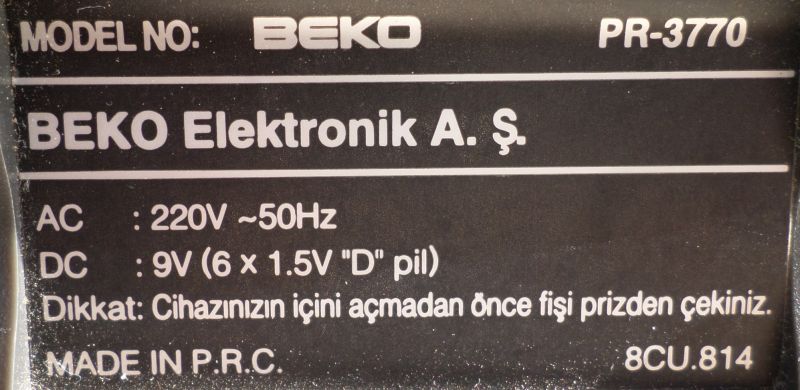 MODEL NO: BEKO PR-3770
BEKO Elektronik A. Ş.
AC : 220V ~50Hz
DC : 9V (6 x 1.5V "D" pil)
Dikkat: Cihazınızın içini açmadan önce fişi prizden çekiniz.
MADE IN P.R.C. 8CU.814